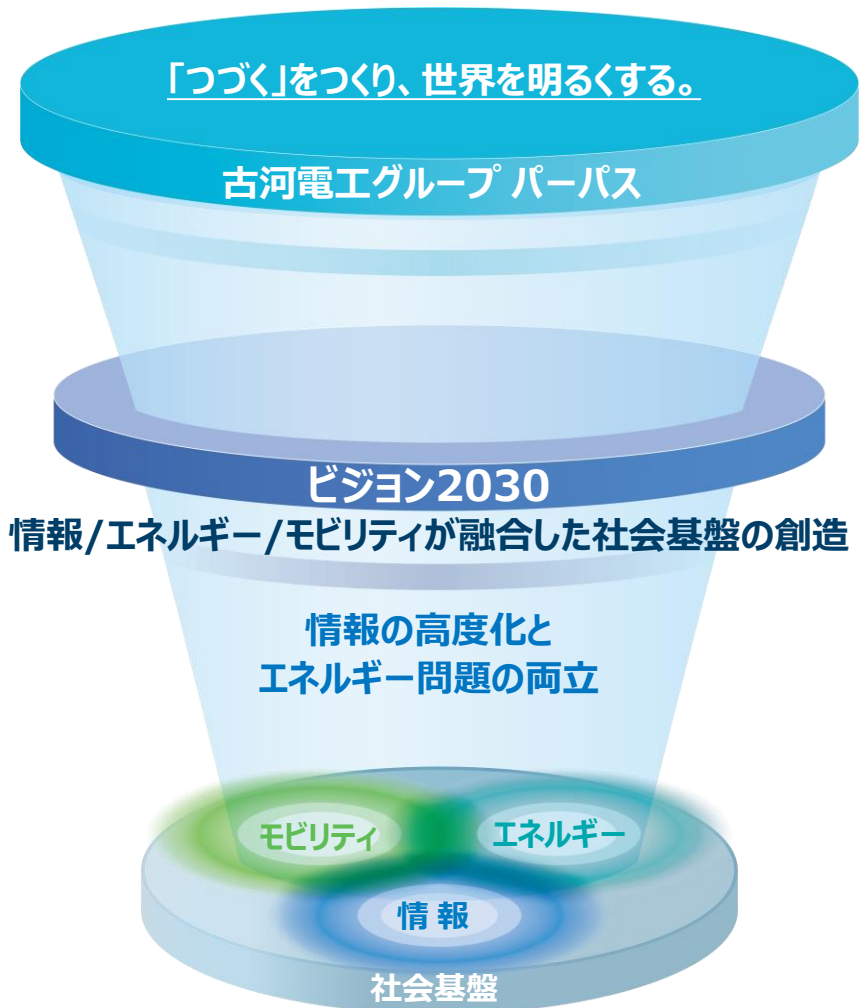 「つづく」をつくり、世界を明るくする。
古河電工グループ パーパス
ビジョン2030
情報/エネルギー/モビリティが融合した社会基盤の創造
情報の高度化と
エネルギー問題の両立
モビリティ
エネルギー
情 報
社会基盤